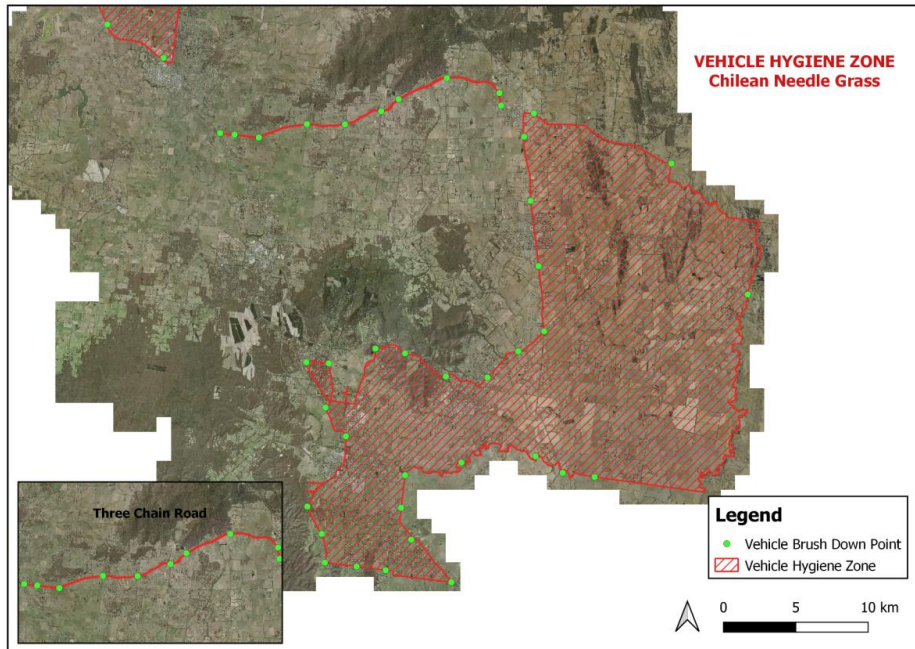 VEHICLE HYGIENE ZONE
Chilean Needle Grass
Three Chain Road
Legend
Vehicle Brush Down Point
Vehicle Hygiene Zone
0 5 10 km